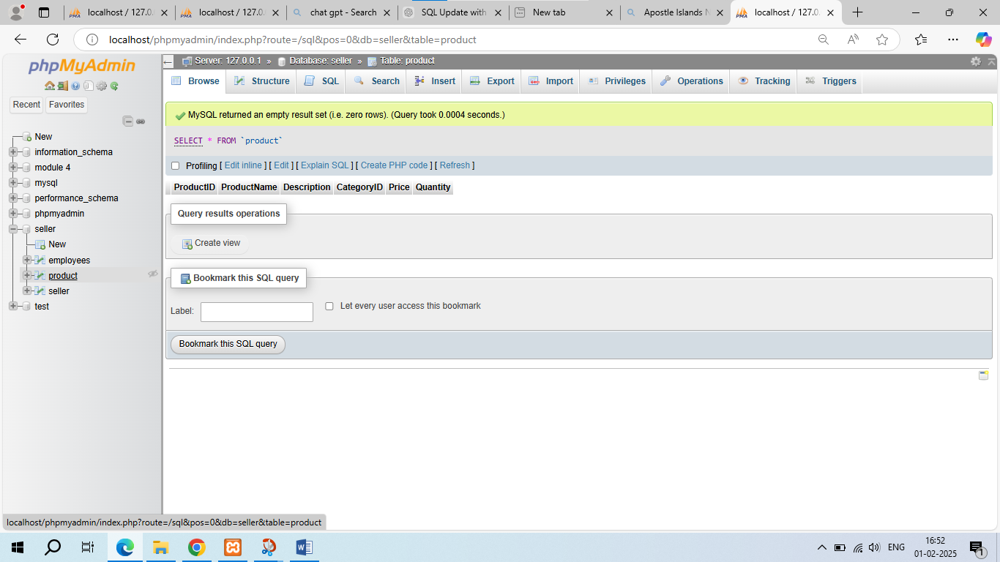 localhost / 127.0.
localhost / 127.0.
chat gpt - Search
SQL Update with
New tab
Apostle Islands N
localhost / 127.0.
localhost/phpmyadmin/index.php?route=/sql&pos=0&db=seller&table=product
phpMyAdmin
Recent Favorites
New
information_schema
module 4
mysql
performance_schema
phpmyadmin
seller
New
employees
product
seller
test
Server: 127.0.0.1 » Database: seller » Table: product
Browse Structure SQL Search Insert Export Import Privileges Operations Tracking Triggers
MySQL returned an empty result set (i.e. zero rows). (Query took 0.0004 seconds.)
SELECT * FROM `product`
Profiling [ Edit inline ] [ Edit ] [ Explain SQL ] [ Create PHP code ] [ Refresh ]
ProductID ProductName Description CategoryID Price Quantity
Query results operations
Create view
Bookmark this SQL query
Label:
Let every user access this bookmark
Bookmark this SQL query
localhost/phpmyadmin/index.php?route=/sql&pos=0&db=seller&table=product
ENG
16:52
01-02-2025
1